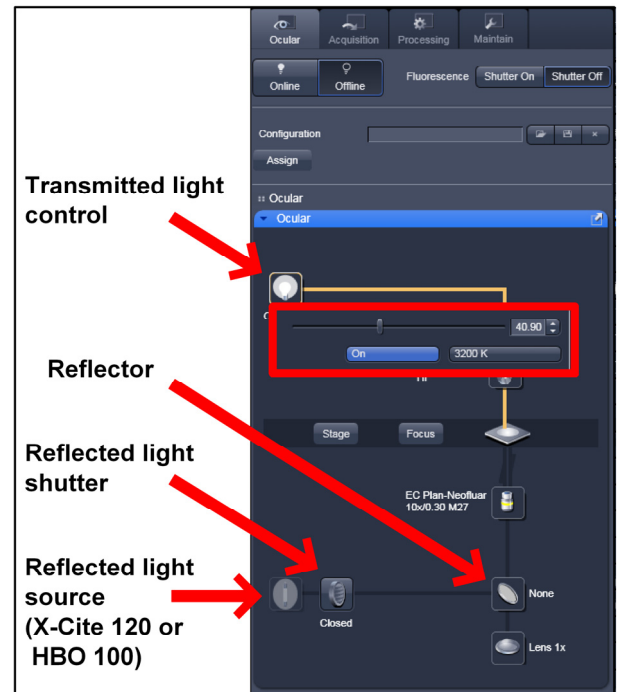 Ocular
Acquisition
Processing
Maintain
Online
Offline
Fluorescence
Shutter On
Shutter Off
Configuration
Assign
Transmitted light
control
Ocular
Ocular
40.90
On
3200 K
Reflector
Stage
Focus
Reflected light
shutter
EC Plan-Neofluar
10x/0.30 M27
Reflected light
source
(X-Cite 120 or
HBO 100)
None
Closed
Lens 1x